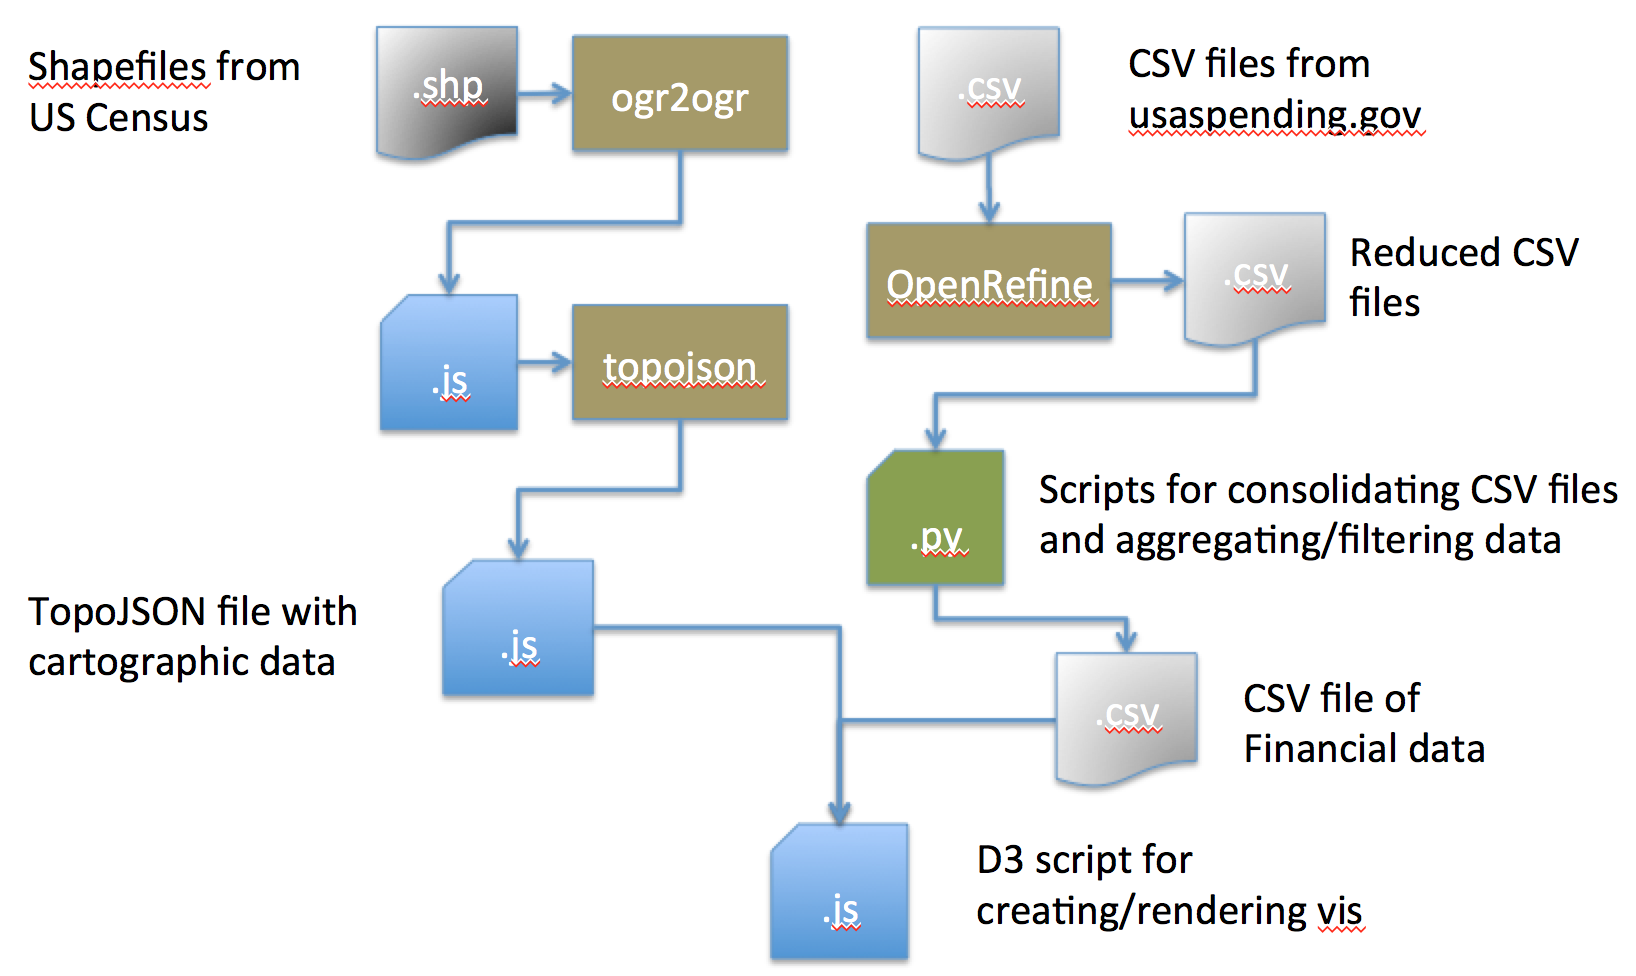 Shapefiles from
US Census
.shp
ogr2ogr
.csv
CSV files from
usaspending.gov
OpenRefine
.csv
Reduced CSV
files
.js
topojson
.py
Scripts for consolidating CSV files
and aggregating/filtering data
TopoJSON file with
cartographic data
.js
.csv
CSV file of
Financial data
.js
D3 script for
creating/rendering vis